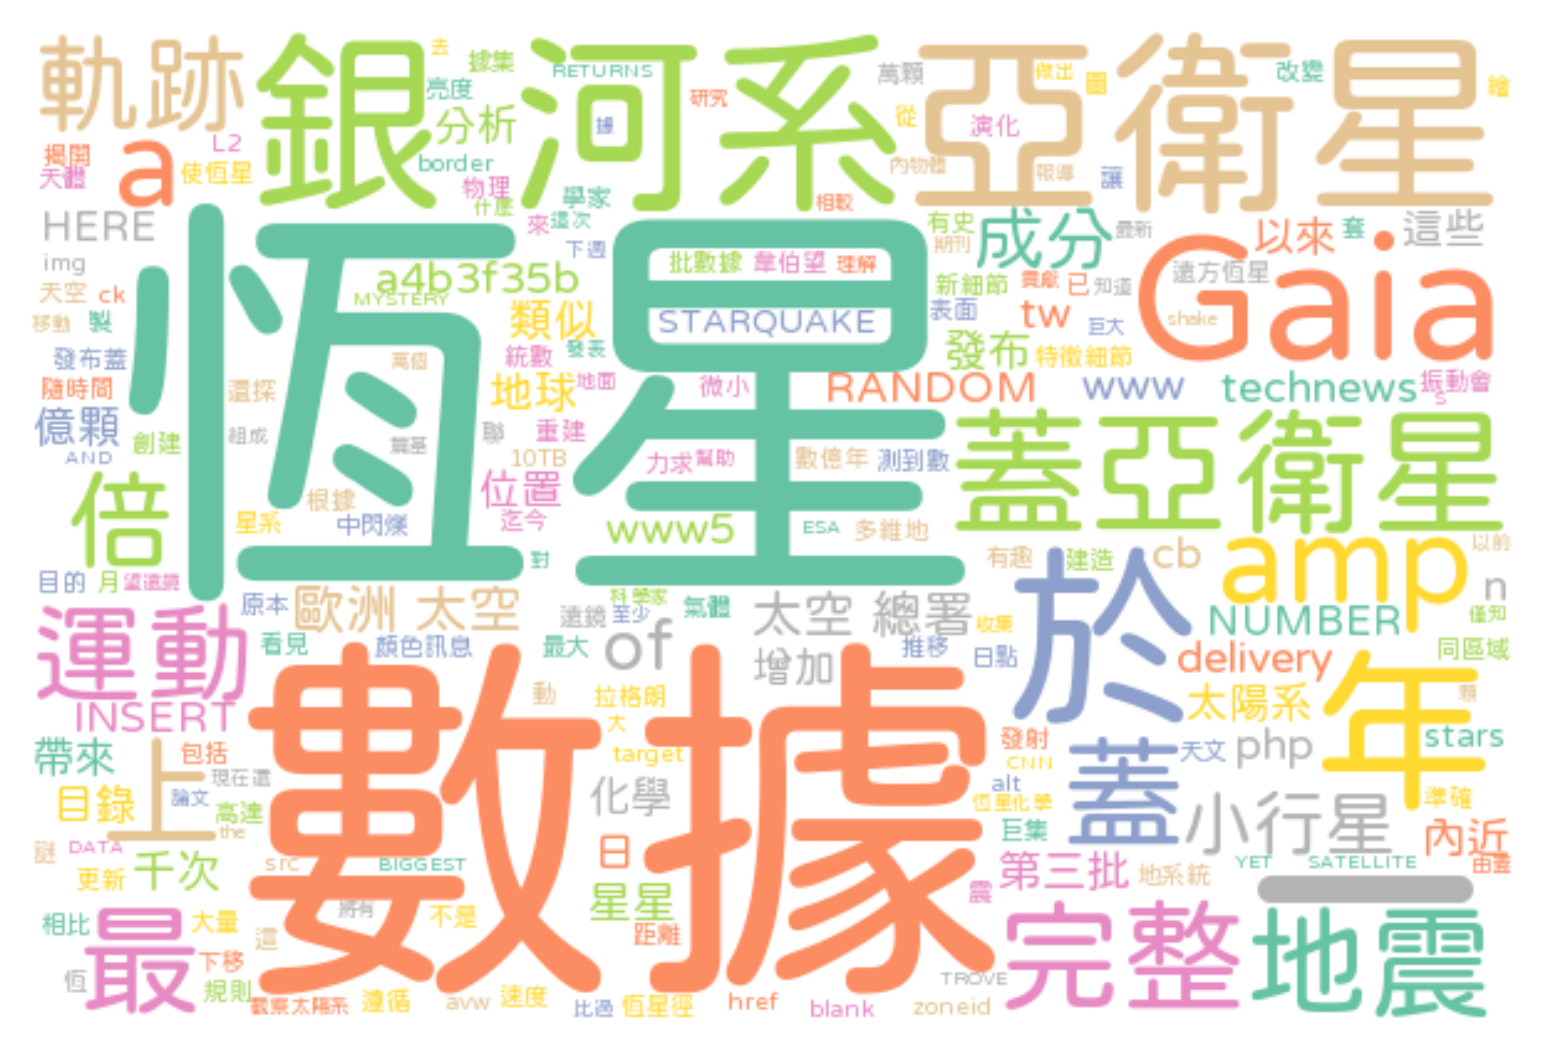 軌跡
銀河系
亞衛星
去
據集
RETURNS
萬顆
做出
圖
改變
繪
亮度
研究
分析
據
從
演化
L2
揭開
a
天體
使恆星
border
內物體
報導
讓
物理
什麼
學家
相較
HERE
來
這次
有史
成分
最新
以來
套
這些
恆星
下週
期刊
Gaia
img
a4b3f35b
批數據
韋伯望
理解
新細節
貢獻
已
知道
遠方恆星
天空
ck
MYSTERY
類似
STARQUAKE
表面
tw
巨大
shake
移動
製
發布蓋
統數
發表
發布
特徵細節
萬個
隨時間
還探
地球
地面
微小
RANDOM
www
technews
振動會
s
億顆
創建
組成
聯
重建
蓋亞衛星
AND
10TB
力求
幫助
數億年
測到數
倍
根據
位置
星系
中閃爍
迄今
www5
ESA
多維地
amp
以前
對
有趣
建造
cb
於
目的
月
望遠鏡
原本
歐洲
太空
科學家
遠鏡
至少
氣體
太空
總署
收集
NUMBER
n
僅知
運動
看見
顏色訊息
最大
of
增加
推移
日點
delivery
同區域
INSERT
數據
動
拉格朗
太陽系
年
顆
大
帶來
上
包括
target
發射
天文
php
stars
現在還
CNN
目錄
論文
化學
alt
蓋
恆星化學
準確
高達
the
巨集
小行星
內近
謎
DATA
日
由蓋
更新
千次
src
BIGGEST
第三批
地系統
YET
SATELLITE
震
一
相比
最
大量
將有
不是
星星
完整
地震
這
距離
恆
下移
規則
TROVE
觀察太陽系
遵循
avw
速度
比過
恆星徑
href
blank
zoneid